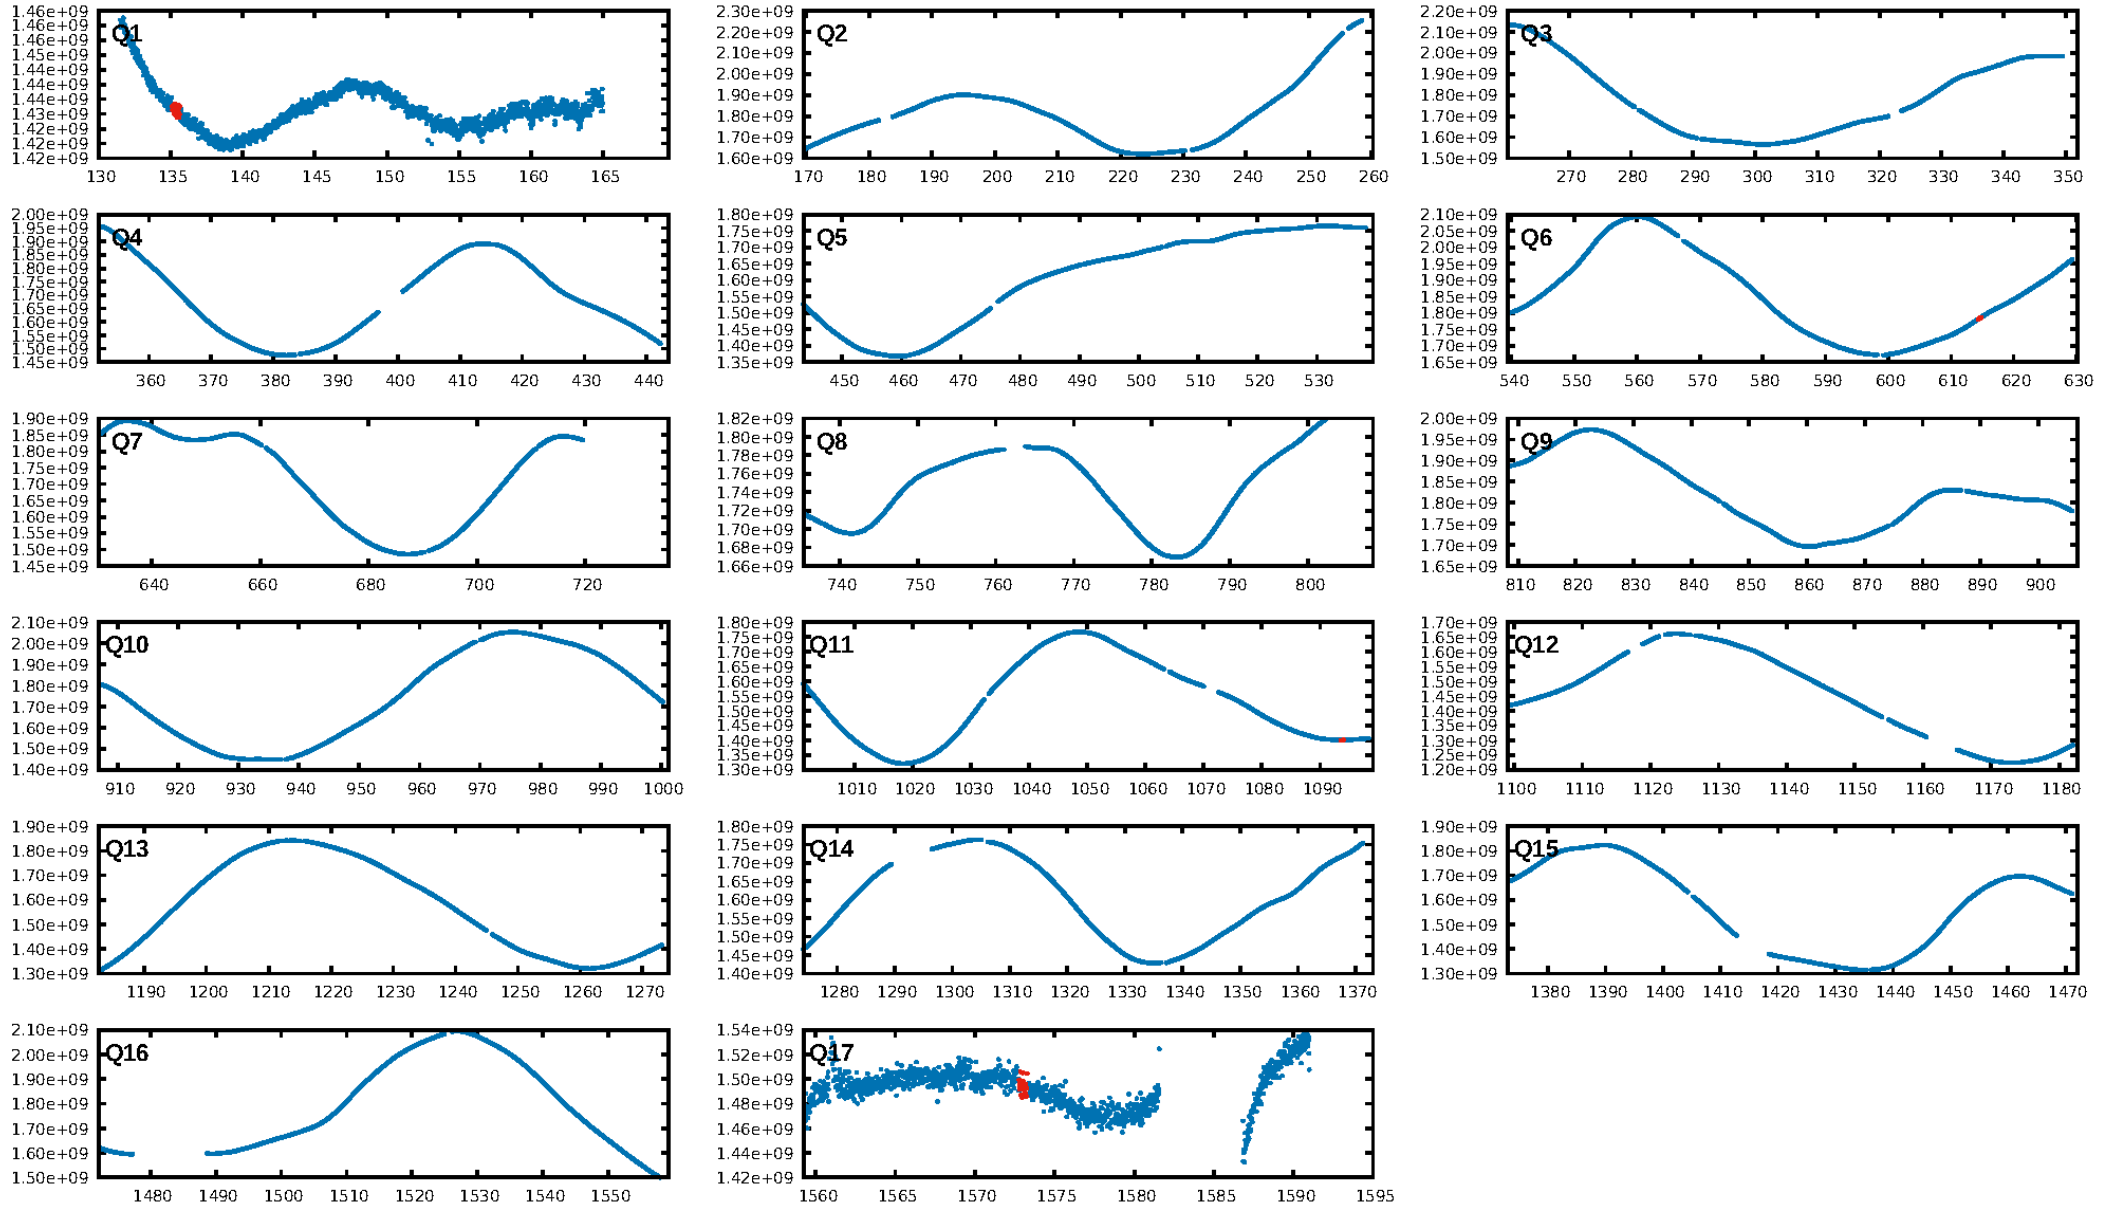 Q1
1.46e+09
1.46e+09
1.45e+09
1.45e+09
1.44e+09
1.44e+09
1.43e+09
1.43e+09
1.42e+09
1.42e+09
130 135 140 145 150 155 160 165
Q2
2.30e+09
2.20e+09
2.10e+09
2.00e+09
1.90e+09
1.80e+09
1.70e+09
1.60e+09
170 180 190 200 210 220 230 240 250 260
Q3
2.20e+09
2.10e+09
2.00e+09
1.90e+09
1.80e+09
1.70e+09
1.60e+09
1.50e+09
270 280 290 300 310 320 330 340 350
Q4
2.00e+09
1.95e+09
1.90e+09
1.85e+09
1.80e+09
1.75e+09
1.70e+09
1.65e+09
1.60e+09
1.55e+09
1.50e+09
1.45e+09
360 370 380 390 400 410 420 430 440
Q5
1.80e+09
1.75e+09
1.70e+09
1.65e+09
1.60e+09
1.55e+09
1.50e+09
1.45e+09
1.40e+09
1.35e+09
450 460 470 480 490 500 510 520 530
Q6
2.10e+09
2.05e+09
2.00e+09
1.95e+09
1.90e+09
1.85e+09
1.80e+09
1.75e+09
1.70e+09
1.65e+09
540 550 560 570 580 590 600 610 620 630
Q7
1.90e+09
1.85e+09
1.80e+09
1.75e+09
1.70e+09
1.65e+09
1.60e+09
1.55e+09
1.50e+09
1.45e+09
640 660 680 700 720
Q8
1.82e+09
1.80e+09
1.78e+09
1.76e+09
1.74e+09
1.72e+09
1.70e+09
1.68e+09
1.66e+09
740 750 760 770 780 790 800
Q9
2.00e+09
1.95e+09
1.90e+09
1.85e+09
1.80e+09
1.75e+09
1.70e+09
1.65e+09
810 820 830 840 850 860 870 880 890 900
Q10
2.10e+09
2.00e+09
1.90e+09
1.80e+09
1.70e+09
1.60e+09
1.50e+09
1.40e+09
910 920 930 940 950 960 970 980 990 1000
Q11
1.80e+09
1.75e+09
1.70e+09
1.65e+09
1.60e+09
1.55e+09
1.50e+09
1.45e+09
1.40e+09
1.35e+09
1.30e+09
1010 1020 1030 1040 1050 1060 1070 1080 1090
Q12
1.70e+09
1.65e+09
1.60e+09
1.55e+09
1.50e+09
1.45e+09
1.40e+09
1.35e+09
1.30e+09
1.25e+09
1.20e+09
1100 1110 1120 1130 1140 1150 1160 1170 1180
Q13
1.90e+09
1.80e+09
1.70e+09
1.60e+09
1.50e+09
1.40e+09
1.30e+09
1190 1200 1210 1220 1230 1240 1250 1260 1270
Q14
1.80e+09
1.75e+09
1.70e+09
1.65e+09
1.60e+09
1.55e+09
1.50e+09
1.45e+09
1.40e+09
1280 1290 1300 1310 1320 1330 1340 1350 1360 1370
Q15
1.90e+09
1.80e+09
1.70e+09
1.60e+09
1.50e+09
1.40e+09
1.30e+09
1380 1390 1400 1410 1420 1430 1440 1450 1460 1470
Q16
2.10e+09
2.00e+09
1.90e+09
1.80e+09
1.70e+09
1.60e+09
1.50e+09
1480 1490 1500 1510 1520 1530 1540 1550
Q17
1.54e+09
1.52e+09
1.50e+09
1.48e+09
1.46e+09
1.44e+09
1.42e+09
1560 1565 1570 1575 1580 1585 1590 1595